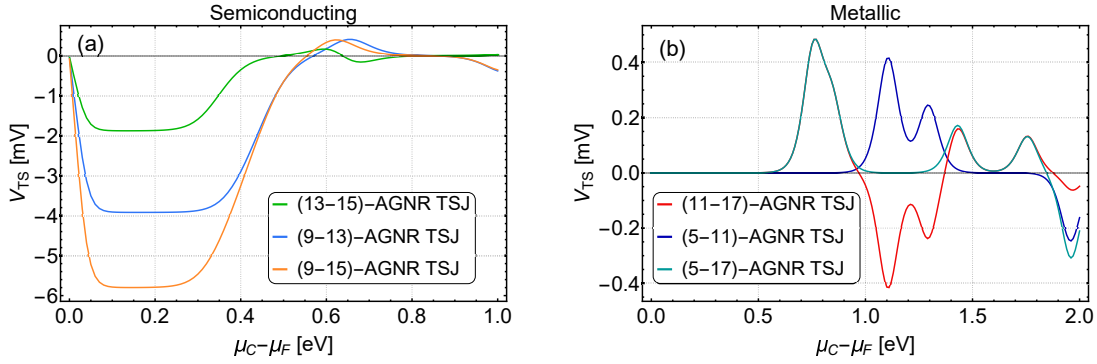 Semiconducting
(a)
0
−1
−2
−3
−4
−5
−6
V_TS [mV]
(13−15)−AGNR TSJ
(9−13)−AGNR TSJ
(9−15)−AGNR TSJ
0.0 0.2 0.4 0.6 0.8 1.0
μ_C−μ_F [eV]
Metallic
(b)
0.4
0.2
0.0
−0.2
−0.4
V_TS [mV]
(11−17)−AGNR TSJ
(5−11)−AGNR TSJ
(5−17)−AGNR TSJ
0.0 0.5 1.0 1.5 2.0
μ_C−μ_F [eV]